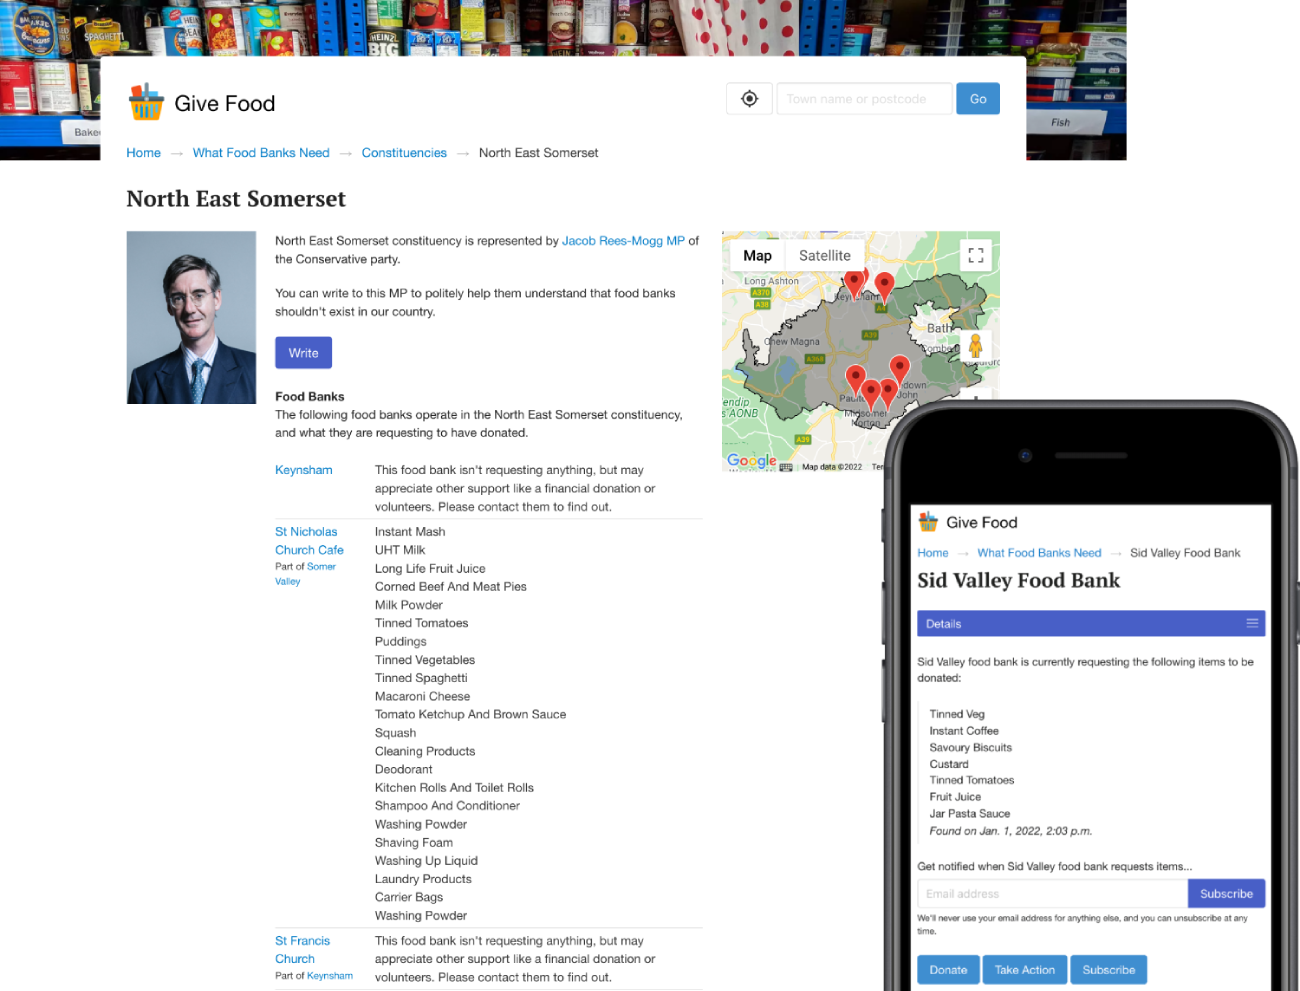 SPAGHETTI
HEINZ
BIG
Fish
Give Food
Town name or postcode
Go
Home → What Food Banks Need → Constituencies → North East Somerset
North East Somerset
North East Somerset constituency is represented by Jacob Rees-Mogg MP of
the Conservative party.
You can write to this MP to politely help them understand that food banks
shouldn't exist in our country.
Write
Food Banks
The following food banks operate in the North East Somerset constituency,
and what they are requesting to have donated.
Keynsham
This food bank isn't requesting anything, but may
appreciate other support like a financial donation or
volunteers. Please contact them to find out.
St Nicholas
Church Cafe
Part of Somer
Valley
Instant Mash
UHT Milk
Long Life Fruit Juice
Corned Beef And Meat Pies
Milk Powder
Tinned Tomatoes
Puddings
Tinned Vegetables
Tinned Spaghetti
Macaroni Cheese
Tomato Ketchup And Brown Sauce
Squash
Cleaning Products
Deodorant
Kitchen Rolls And Toilet Rolls
Shampoo And Conditioner
Washing Powder
Shaving Foam
Washing Up Liquid
Laundry Products
Carrier Bags
Washing Powder
St Francis
Church
Part of Keynsham
This food bank isn't requesting anything, but may
appreciate other support like a financial donation or
volunteers. Please contact them to find out.
Map Satellite
Long Ashton
A370
A38
A4
Bath
A39
Chew Magna
A368
Midsomer
Norton
A39
Google
Map data ©2022
Give Food
Home → What Food Banks Need → Sid Valley Food Bank
Sid Valley Food Bank
Details
Sid Valley food bank is currently requesting the following items to be
donated:
Tinned Veg
Instant Coffee
Savoury Biscuits
Custard
Tinned Tomatoes
Fruit Juice
Jar Pasta Sauce
Found on Jan. 1, 2022, 2:03 p.m.
Get notified when Sid Valley food bank requests items...
Email address
Subscribe
We'll never use your email address for anything else, and you can unsubscribe at any
time.
Donate
Take Action
Subscribe